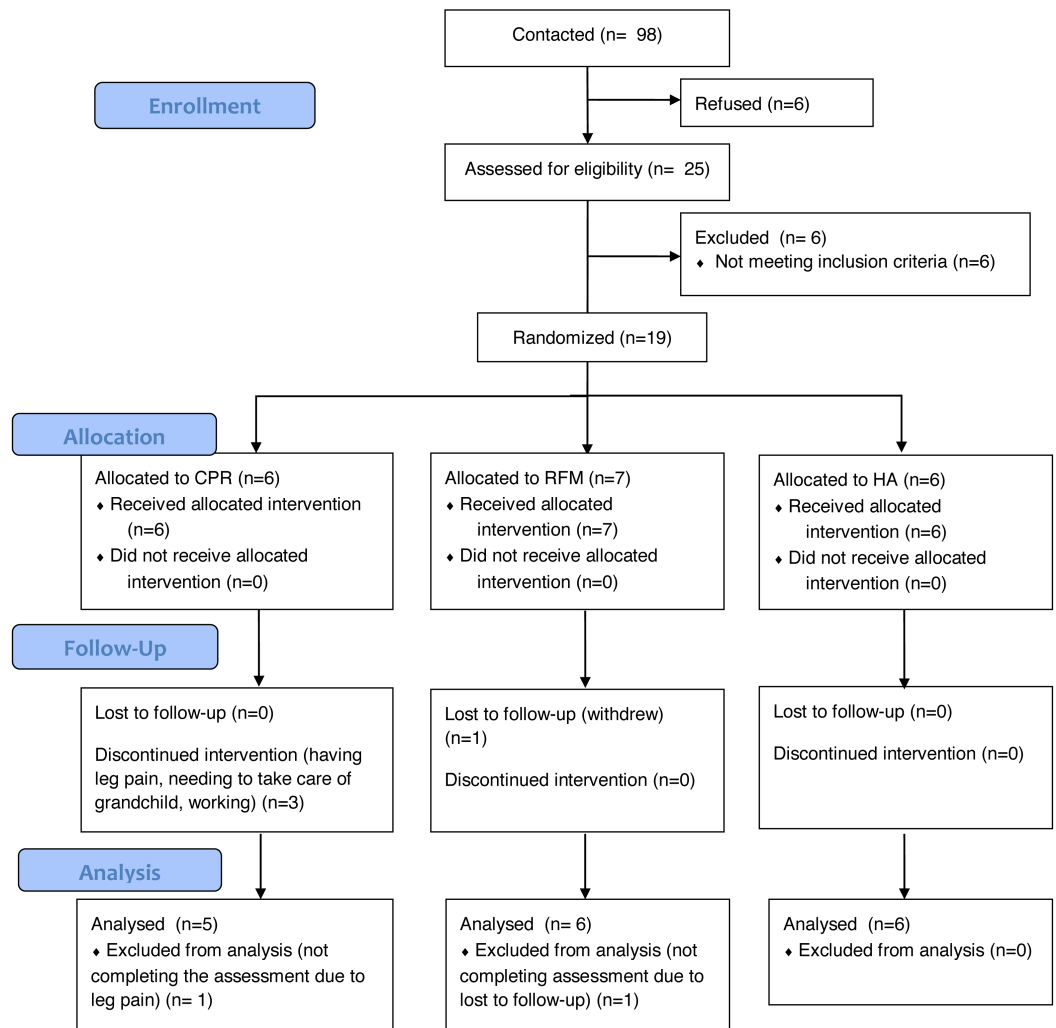 Contacted (n= 98)
Enrollment
Refused (n=6)
Assessed for eligibility (n= 25)
Excluded (n= 6)
♦ Not meeting inclusion criteria (n=6)
Randomized (n=19)
Allocation
Allocated to CPR (n=6)
♦ Received allocated intervention
(n=6)
♦ Did not receive allocated
intervention (n=0)
Allocated to RFM (n=7)
♦ Received allocated
intervention (n=7)
♦ Did not receive allocated
intervention (n=0)
Allocated to HA (n=6)
♦ Received allocated
intervention (n=6)
♦ Did not receive allocated
intervention (n=0)
Follow-Up
Lost to follow-up (n=0)
Discontinued intervention (having
leg pain, needing to take care of
grandchild, working) (n=3)
Lost to follow-up (withdrew)
(n=1)
Discontinued intervention (n=0)
Lost to follow-up (n=0)
Discontinued intervention (n=0)
Analysis
Analysed (n=5)
♦ Excluded from analysis (not
completing the assessment due to
leg pain) (n= 1)
Analysed (n= 6)
♦ Excluded from analysis (not
completing assessment due to
lost to follow-up) (n=1)
Analysed (n=6)
♦ Excluded from analysis (n=0)